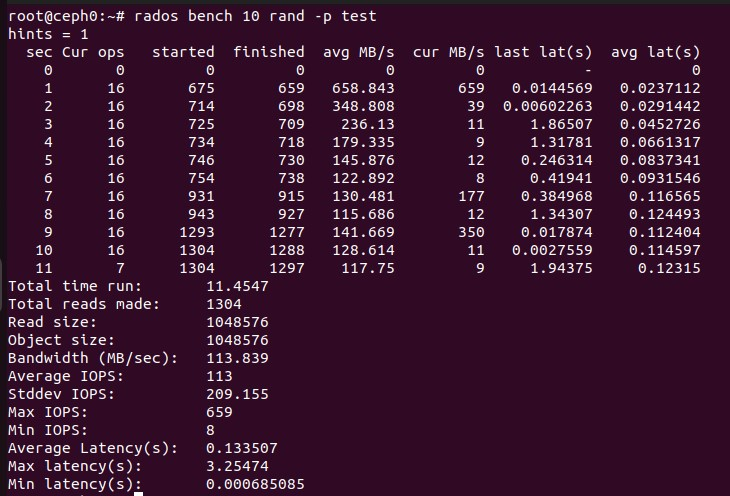 root@ceph0:~# rados bench 10 rand -p test
hints = 1
  sec Cur ops   started  finished  avg MB/s  cur MB/s last lat(s)  avg lat(s)
    0       0         0         0         0         0           -           0
    1      16       675       659   658.843       659   0.0144569   0.0237112
    2      16       714       698   348.808        39  0.00602263   0.0291442
    3      16       725       709    236.13        11     1.86507   0.0452726
    4      16       734       718   179.335         9     1.31781   0.0661317
    5      16       746       730   145.876        12    0.246314   0.0837341
    6      16       754       738   122.892         8     0.41941   0.0931546
    7      16       931       915   130.481       177    0.384968    0.116565
    8      16       943       927   115.686        12     1.34307    0.124493
    9      16      1293      1277   141.669       350    0.017874    0.112404
   10      16      1304      1288   128.614        11   0.0027559    0.114597
   11       7      1304      1297    117.75         9     1.94375     0.12315
Total time run:       11.4547
Total reads made:     1304
Read size:            1048576
Object size:          1048576
Bandwidth (MB/sec):   113.839
Average IOPS:         113
Stddev IOPS:          209.155
Max IOPS:             659
Min IOPS:             8
Average Latency(s):   0.133507
Max latency(s):       3.25474
Min latency(s):       0.000685085